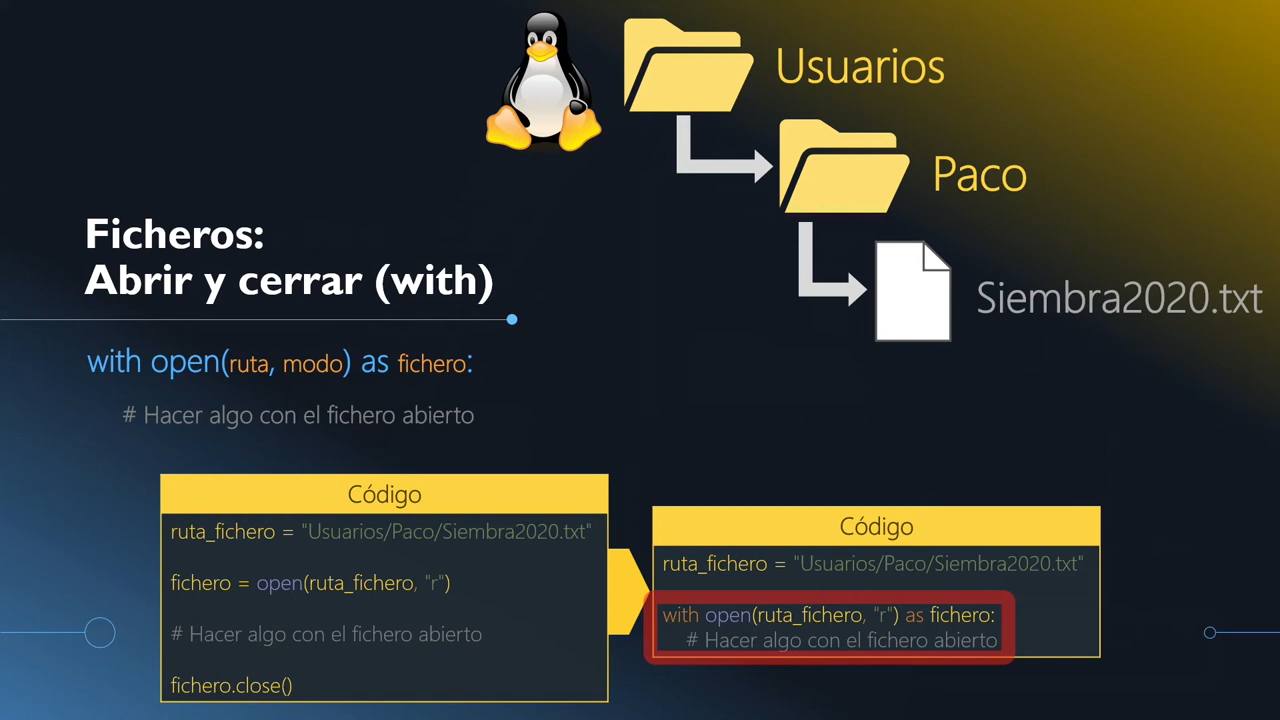 Usuarios
Paco
Siembra2020.txt
Ficheros:
Abrir y cerrar (with)
with open(ruta, modo) as fichero:
# Hacer algo con el fichero abierto
Código
ruta_fichero = "Usuarios/Paco/Siembra2020.txt"
fichero = open(ruta_fichero, "r")
# Hacer algo con el fichero abierto
fichero.close()
Código
ruta_fichero = "Usuarios/Paco/Siembra2020.txt"
with open(ruta_fichero, "r") as fichero:
# Hacer algo con el fichero abierto